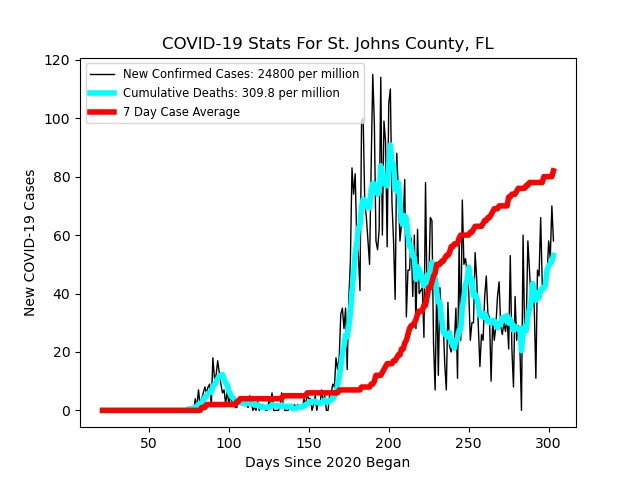 COVID-19 Stats For St. Johns County, FL
New Confirmed Cases: 24800 per million
Cumulative Deaths: 309.8 per million
7 Day Case Average
New COVID-19 Cases
120
100
80
60
40
20
0
50 100 150 200 250 300
Days Since 2020 Began